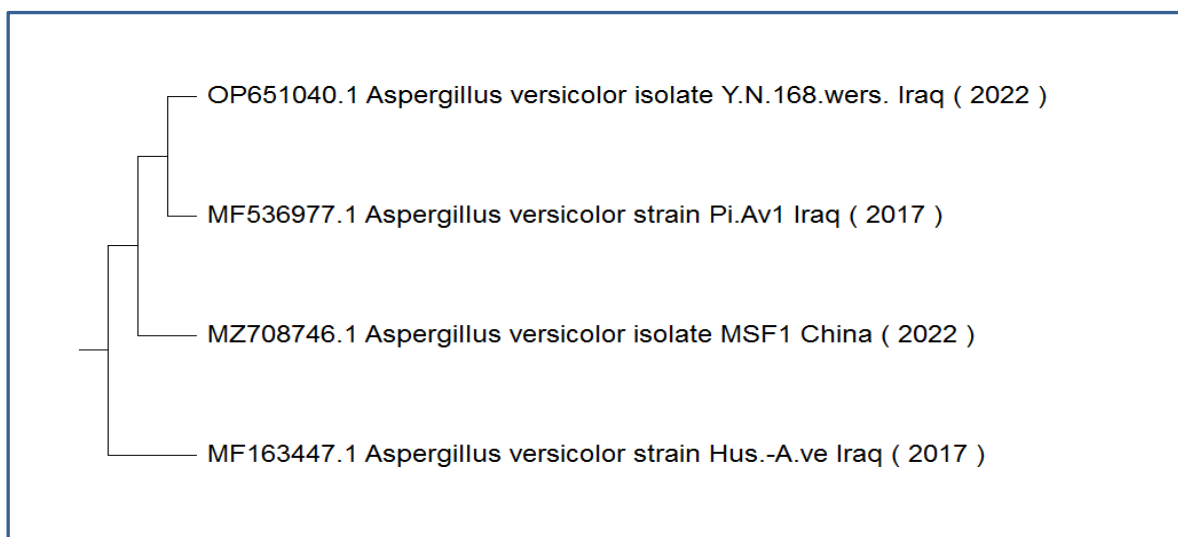 OP651040.1 Aspergillus versicolor isolate Y.N.168.wers. Iraq ( 2022 )
MF536977.1 Aspergillus versicolor strain Pi.Av1 Iraq ( 2017 )
MZ708746.1 Aspergillus versicolor isolate MSF1 China ( 2022 )
MF163447.1 Aspergillus versicolor strain Hus.-A.ve Iraq ( 2017 )